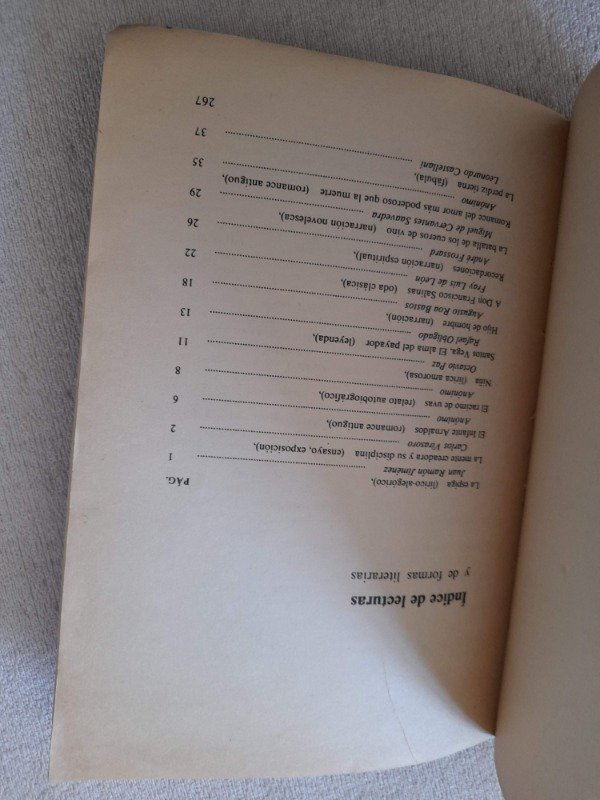 Índice de lecturas
y de formas literarias
PÁG.
La espiga (lírico-alegórico),
Juan Ramón Jiménez 1
La mente creadora y su disciplina (ensayo, exposición),
Carlos Virasoro 2
El Infante Arnaldos (romance antiguo),
Anónimo 6
El racimo de uvas (relato autobiográfico),
Anónimo 8
Niña (lírica amorosa),
Octavio Paz 11
Santos Vega, El alma del payador (leyenda),
Rafael Obligado 13
Hijo de hombre (narración),
Augusto Roa Bastos 18
A Don Francisco Salinas (oda clásica),
Fray Luis de León 22
Recordaciones (narración espiritual),
André Frossard 26
La batalla de los cueros de vino (narración novelesca),
Miguel de Cervantes Saavedra 29
Romance del amor más poderoso que la muerte (romance antiguo),
Anónimo 35
La perdiz tierna (fábula),
Leonardo Castellani 37
267